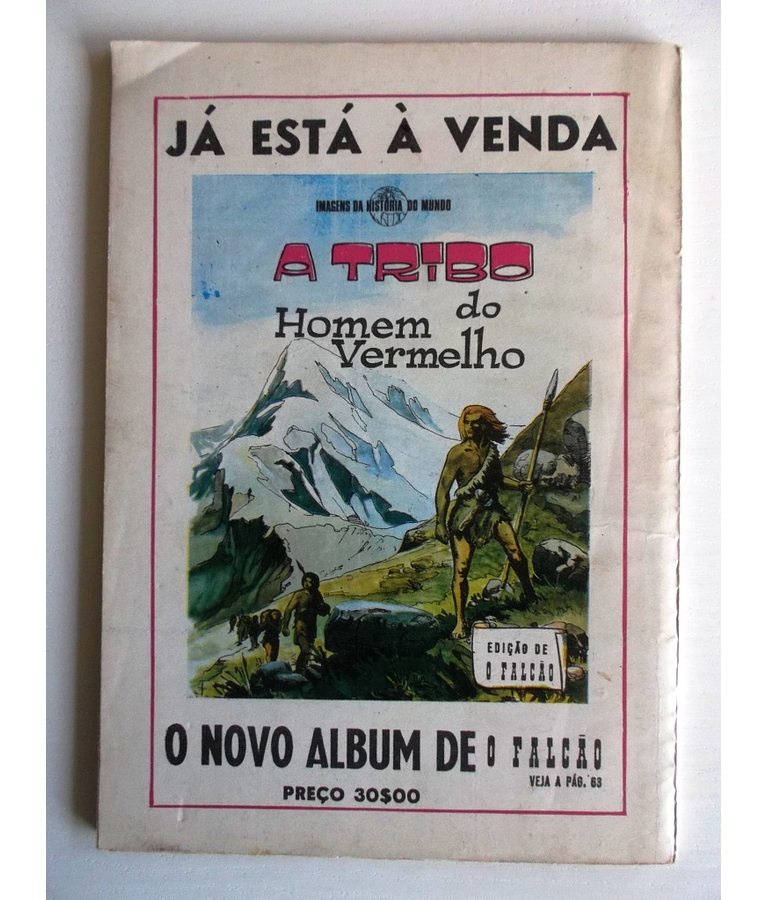 JÁ ESTÁ À VENDA
IMAGENS DA HISTÓRIA DO MUNDO
A TRIBO
do
Homem
Vermelho
EDIÇÃO DE
O FALCÃO
O NOVO ALBUM DE O FALCÃO
VEJA A PÁG. 63
PREÇO 30$00